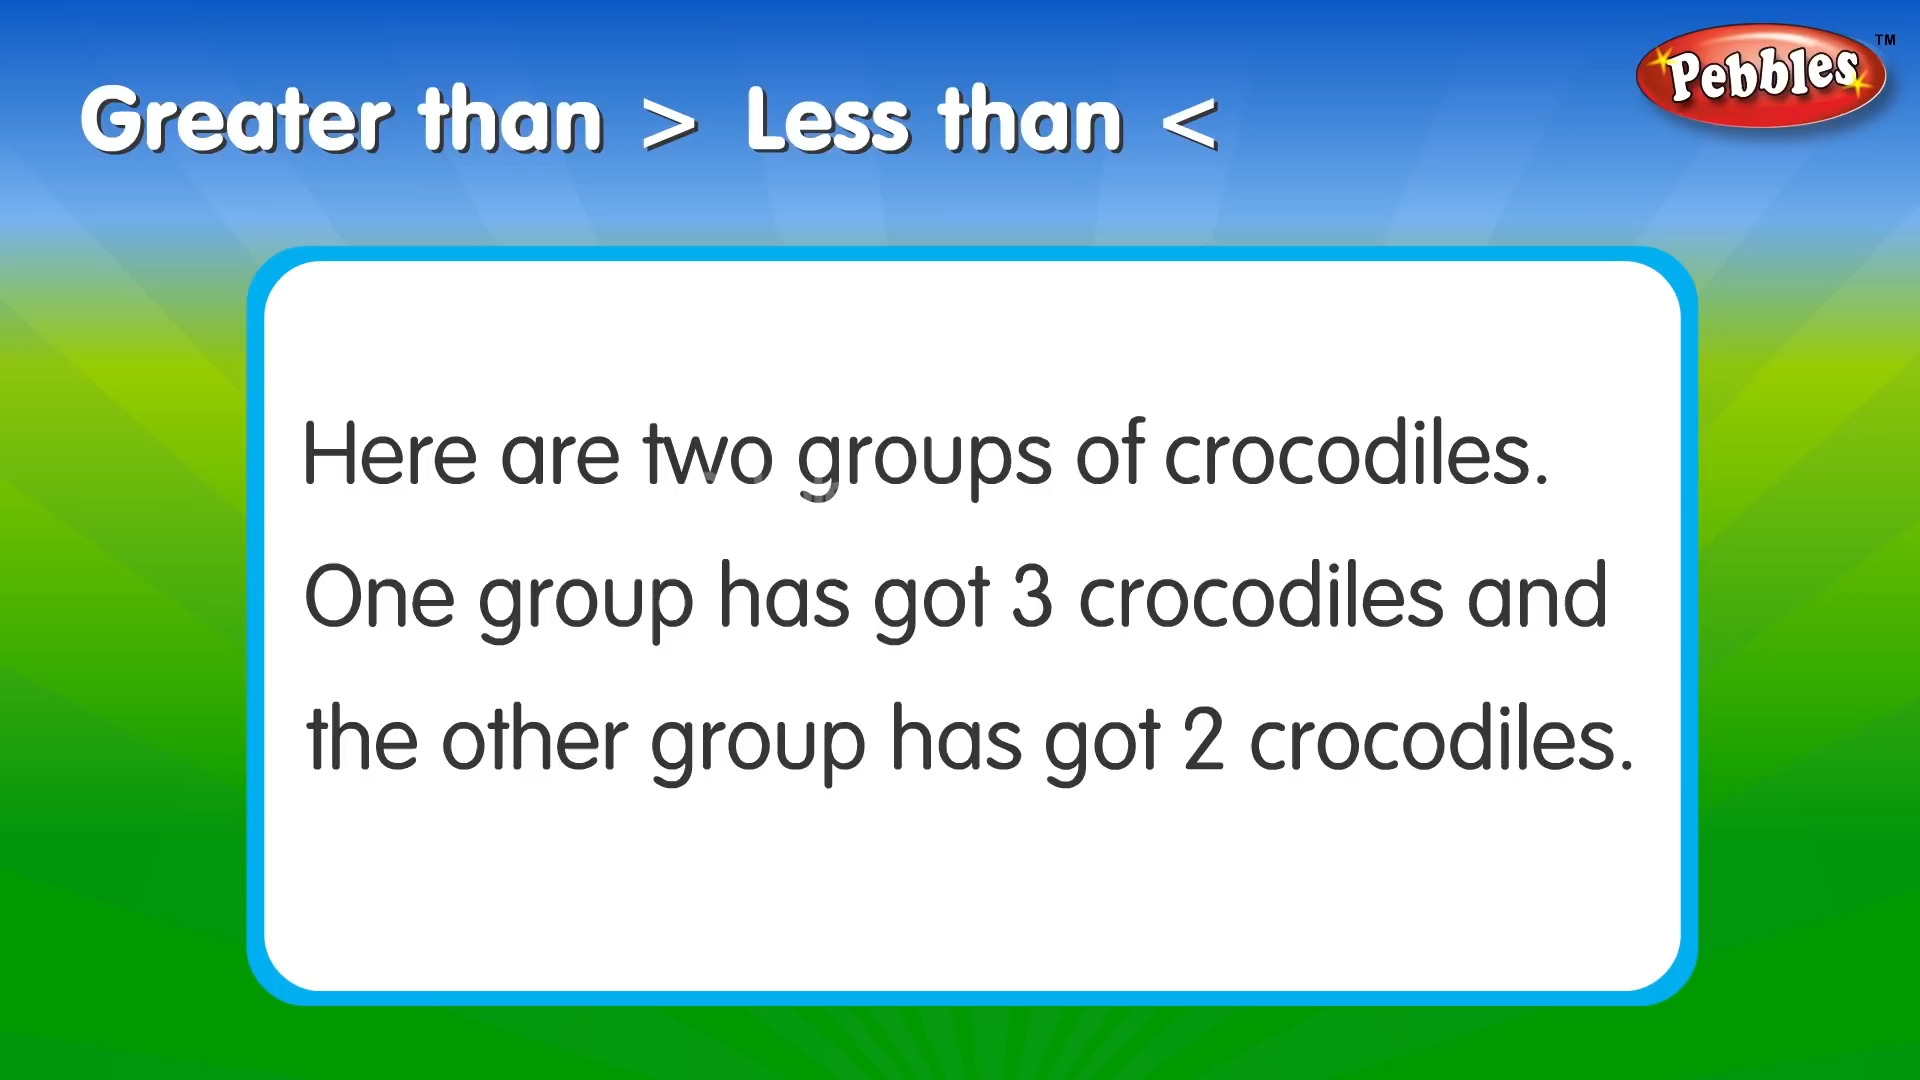 Greater than > Less than <
Pebbles TM
Here are two groups of crocodiles.
One group has got 3 crocodiles and
the other group has got 2 crocodiles.